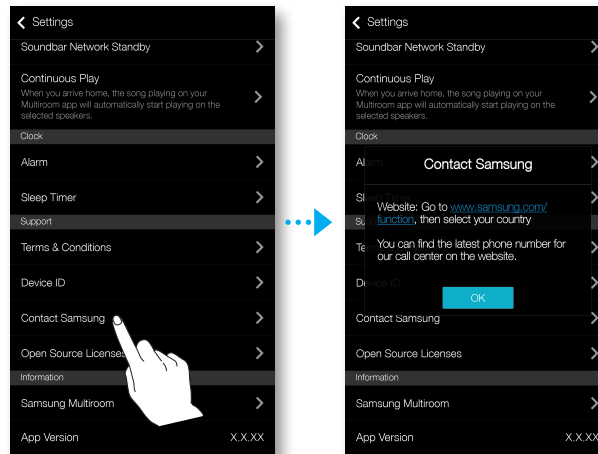 Settings
Soundbar Network Standby
Continuous Play
When you arrive home, the song playing on your
Multiroom app will automatically start playing on the
selected speakers.
Clock
Alarm
Sleep Timer
Support
Terms & Conditions
Device ID
Contact Samsung
Open Source Licenses
Information
Samsung Multiroom
App Version X.X.XX
Settings
Soundbar Network Standby
Continuous Play
When you arrive home, the song playing on your
Multiroom app will automatically start playing on the
selected speakers.
Clock
Alarm
Contact Samsung
Website: Go to www.samsung.com/
function, then select your country
You can find the latest phone number for
our call center on the website.
Device ID
OK
Contact Samsung
Open Source Licenses
Information
Samsung Multiroom
App Version X.X.XX